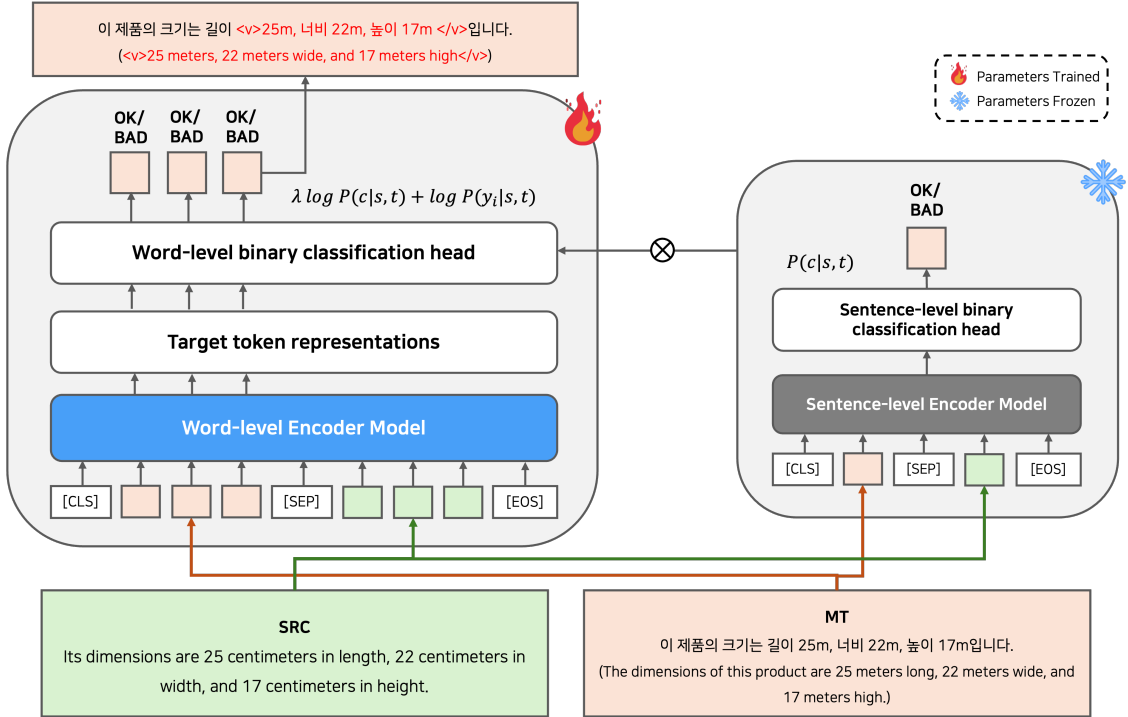 이 제품의 크기는 길이 <v>25m, 너비 22m, 높이 17m </v>입니다.
(<v>25 meters, 22 meters wide, and 17 meters high</v>)
Parameters Trained
Parameters Frozen
OK/
BAD
OK/
BAD
OK/
BAD
λ log P(c|s,t) + log P(y_i|s,t)
Word-level binary classification head
Target token representations
Word-level Encoder Model
[CLS]
[SEP]
[EOS]
OK/
BAD
P(c|s,t)
Sentence-level binary
classification head
Sentence-level Encoder Model
[CLS]
[SEP]
[EOS]
SRC
Its dimensions are 25 centimeters in length, 22 centimeters in
width, and 17 centimeters in height.
MT
이 제품의 크기는 길이 25m, 너비 22m, 높이 17m입니다.
(The dimensions of this product are 25 meters long, 22 meters wide, and
17 meters high.)